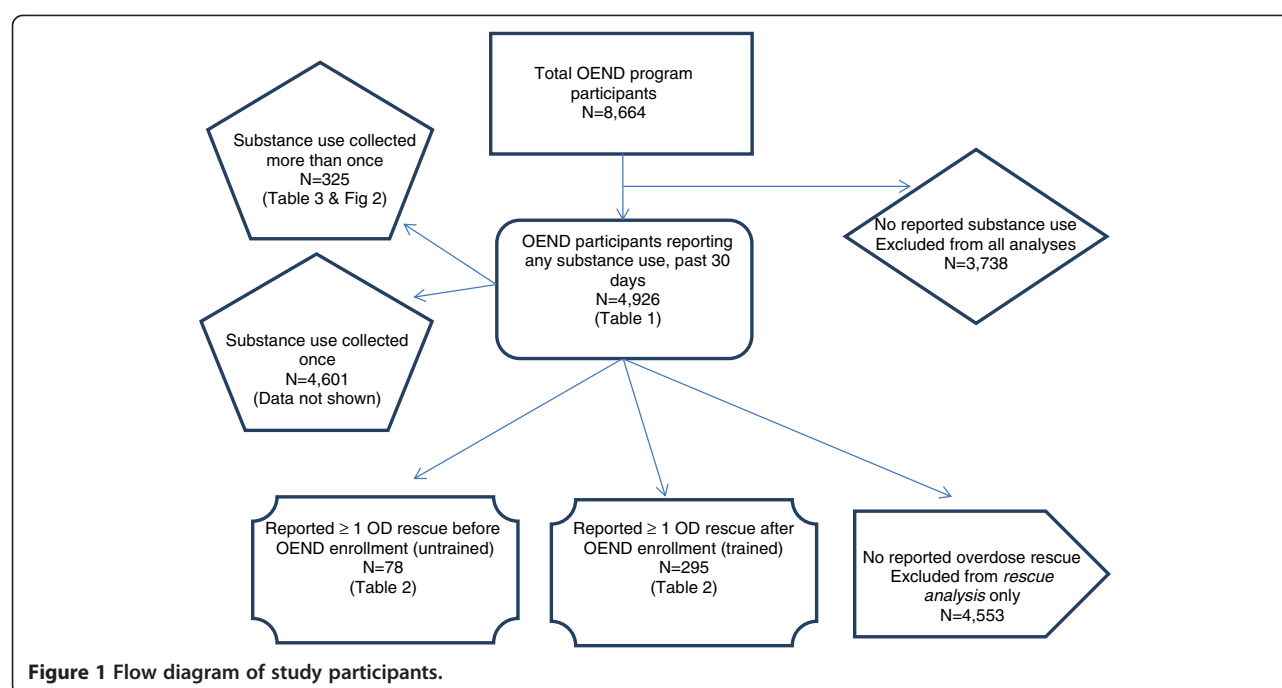 Total OEND program
participants
N=8,664
Substance use collected
more than once
N=325
(Table 3 & Fig 2)
No reported substance use
Excluded from all analyses
N=3,738
OEND participants reporting
any substance use, past 30
days
N=4,926
(Table 1)
Substance use collected
once
N=4,601
(Data not shown)
Reported ≥ 1 OD rescue before
OEND enrollment (untrained)
N=78
(Table 2)
Reported ≥ 1 OD rescue after
OEND enrollment (trained)
N=295
(Table 2)
No reported overdose rescue
Excluded from rescue
analysis only
N=4,553
Figure 1 Flow diagram of study participants.